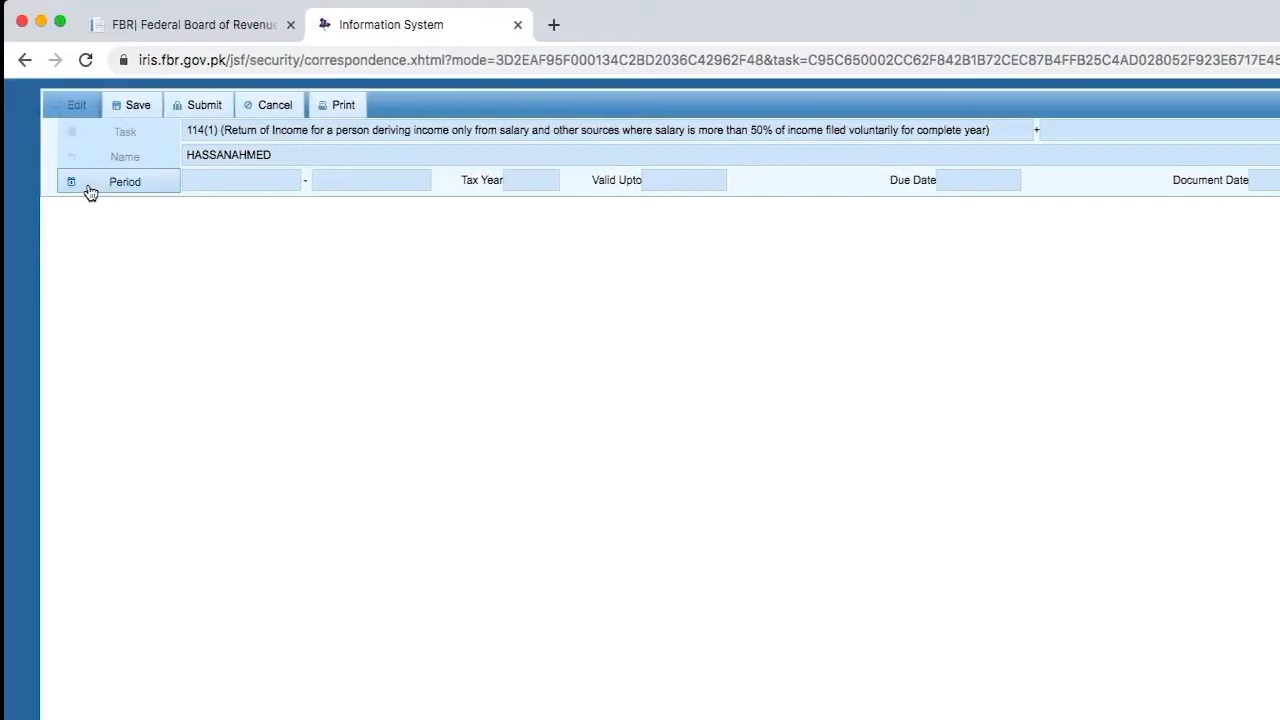 FBR| Federal Board of Revenue
Information System
iris.fbr.gov.pk/jsf/security/correspondence.xhtml?mode=3D2EAF95F000134C2BD2036C42962F48&task=C95C650002CC62F842B1B72CEC87B4FFB25C4AD028052F923E6717E45
Edit Save Submit Cancel Print
Task 114(1) (Return of Income for a person deriving income only from salary and other sources where salary is more than 50% of income filed voluntarily for complete year) +
Name HASSANAHMED
Period - Tax Year Valid Upto Due Date Document Date